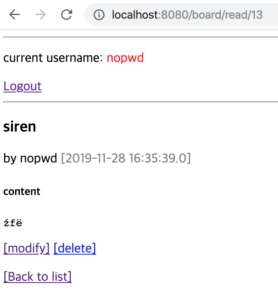 localhost:8080/board/read/13
current username: nopwd
Logout
siren
by nopwd [2019-11-28 16:35:39.0]
content
źfë
[modify] [delete]
[Back to list]